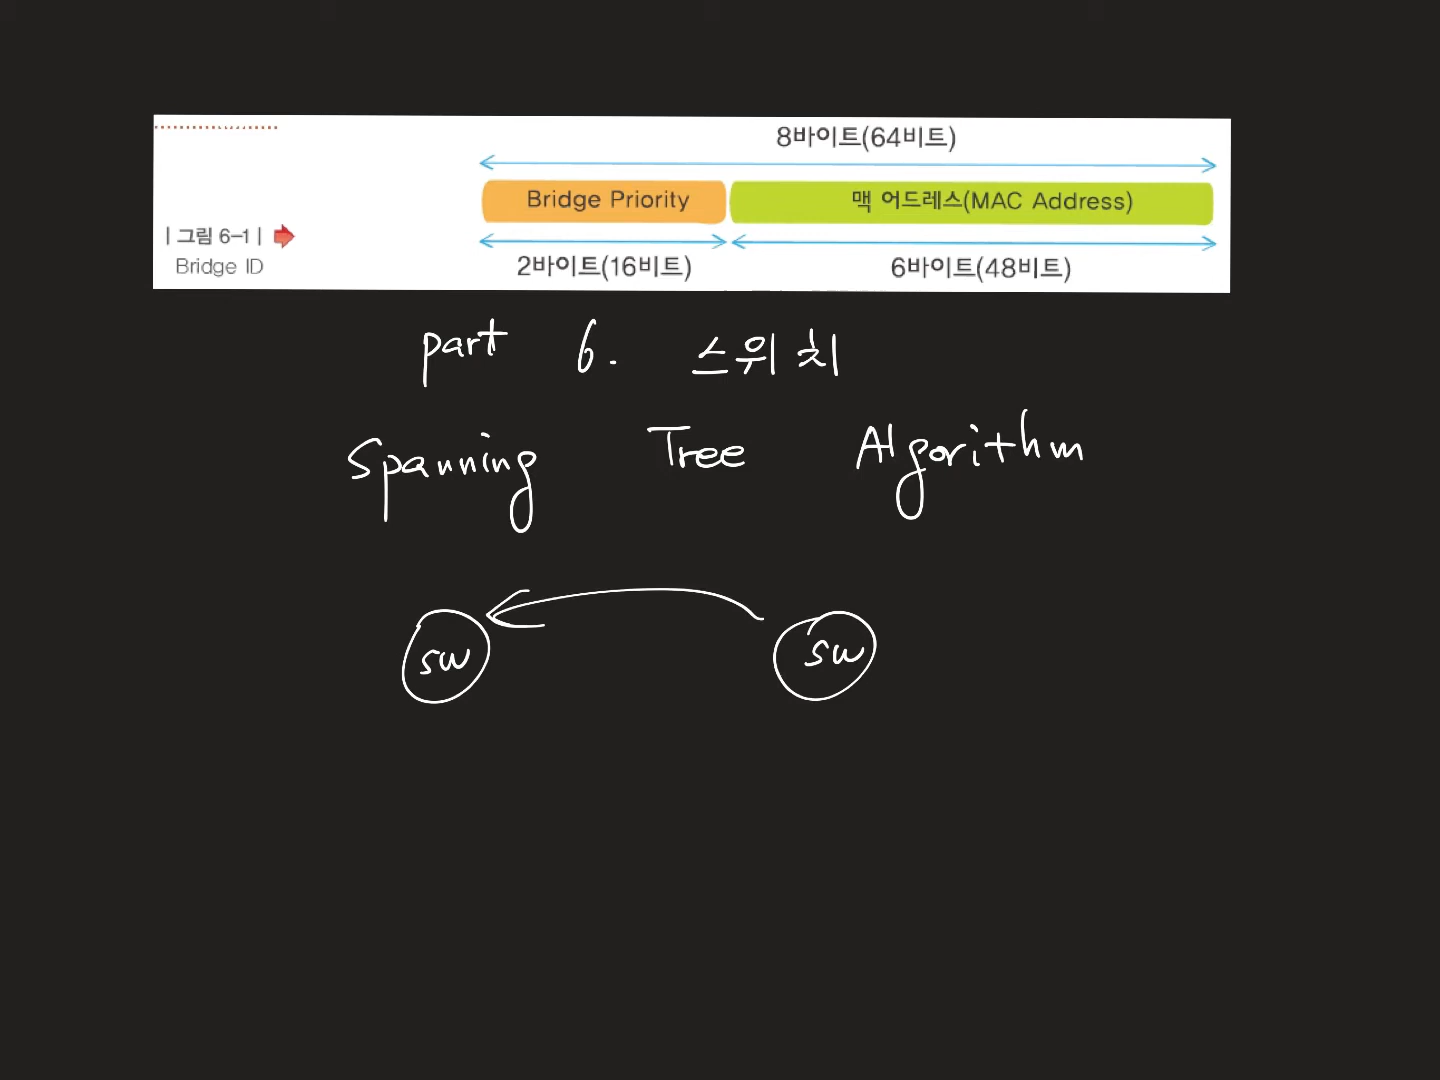 8바이트(64비트)
Bridge Priority 맥 어드레스(MAC Address)
| 그림 6-1 |
Bridge ID
2바이트(16비트) 6바이트(48비트)
part 6. 스위치
Spanning Tree Algorithm
SW SW